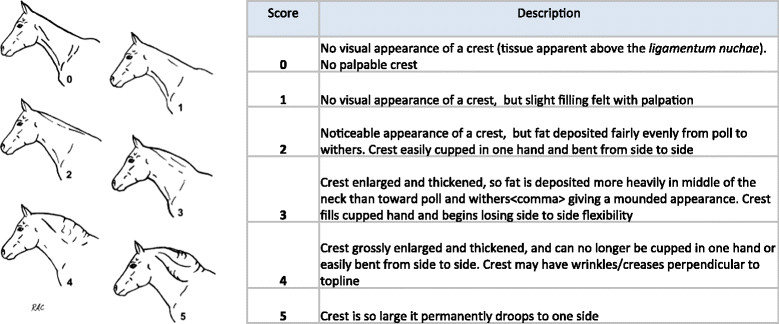 0
1
2
3
4
5
RAC
Score
Description
0
No visual appearance of a crest (tissue apparent above the ligamentum nuchae).
No palpable crest
1
No visual appearance of a crest,  but slight filling felt with palpation
2
Noticeable appearance of a crest,  but fat deposited fairly evenly from poll to
withers. Crest easily cupped in one hand and bent from side to side
3
Crest enlarged and thickened, so fat is deposited more heavily in middle of the
neck than toward poll and withers<comma> giving a mounded appearance. Crest
fills cupped hand and begins losing side to side flexibility
4
Crest grossly enlarged and thickened, and can no longer be cupped in one hand or
easily bent from side to side. Crest may have wrinkles/creases perpendicular to
topline
5
Crest is so large it permanently droops to one side